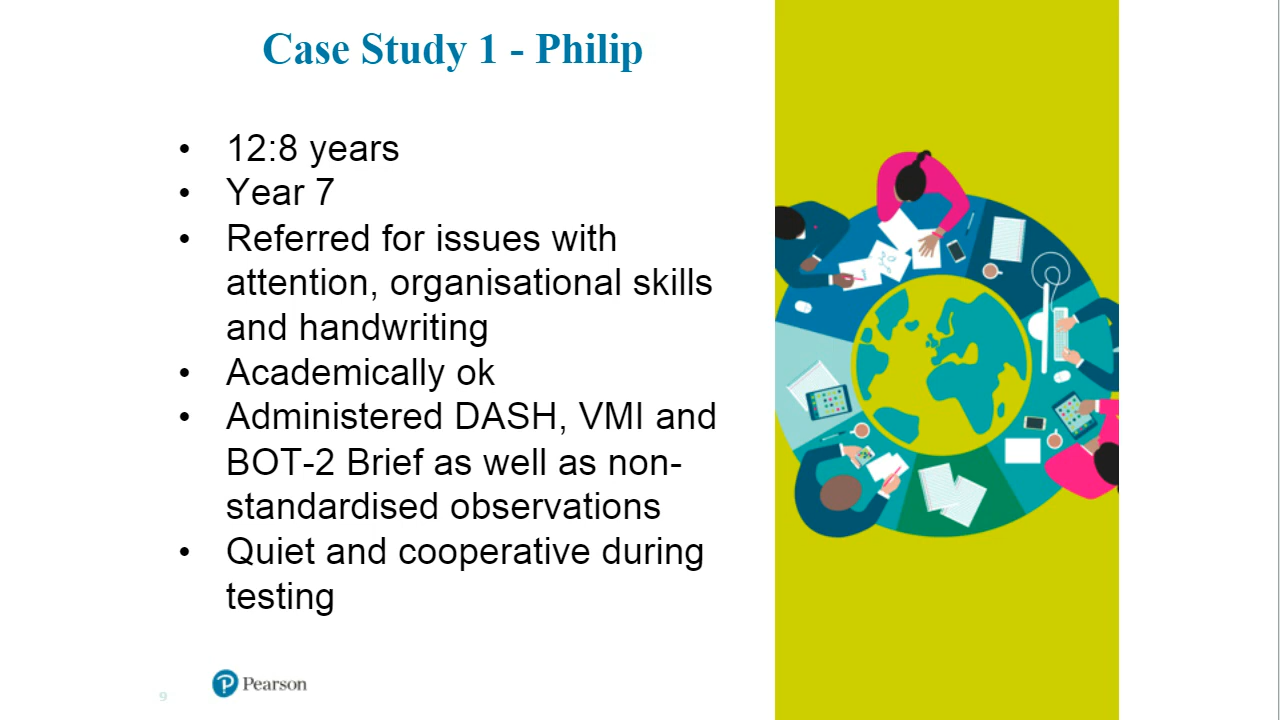 Case Study 1 - Philip
• 12:8 years
• Year 7
• Referred for issues with
attention, organisational skills
and handwriting
• Academically ok
• Administered DASH, VMI and
BOT-2 Brief as well as non-
standardised observations
• Quiet and cooperative during
testing
9
P Pearson